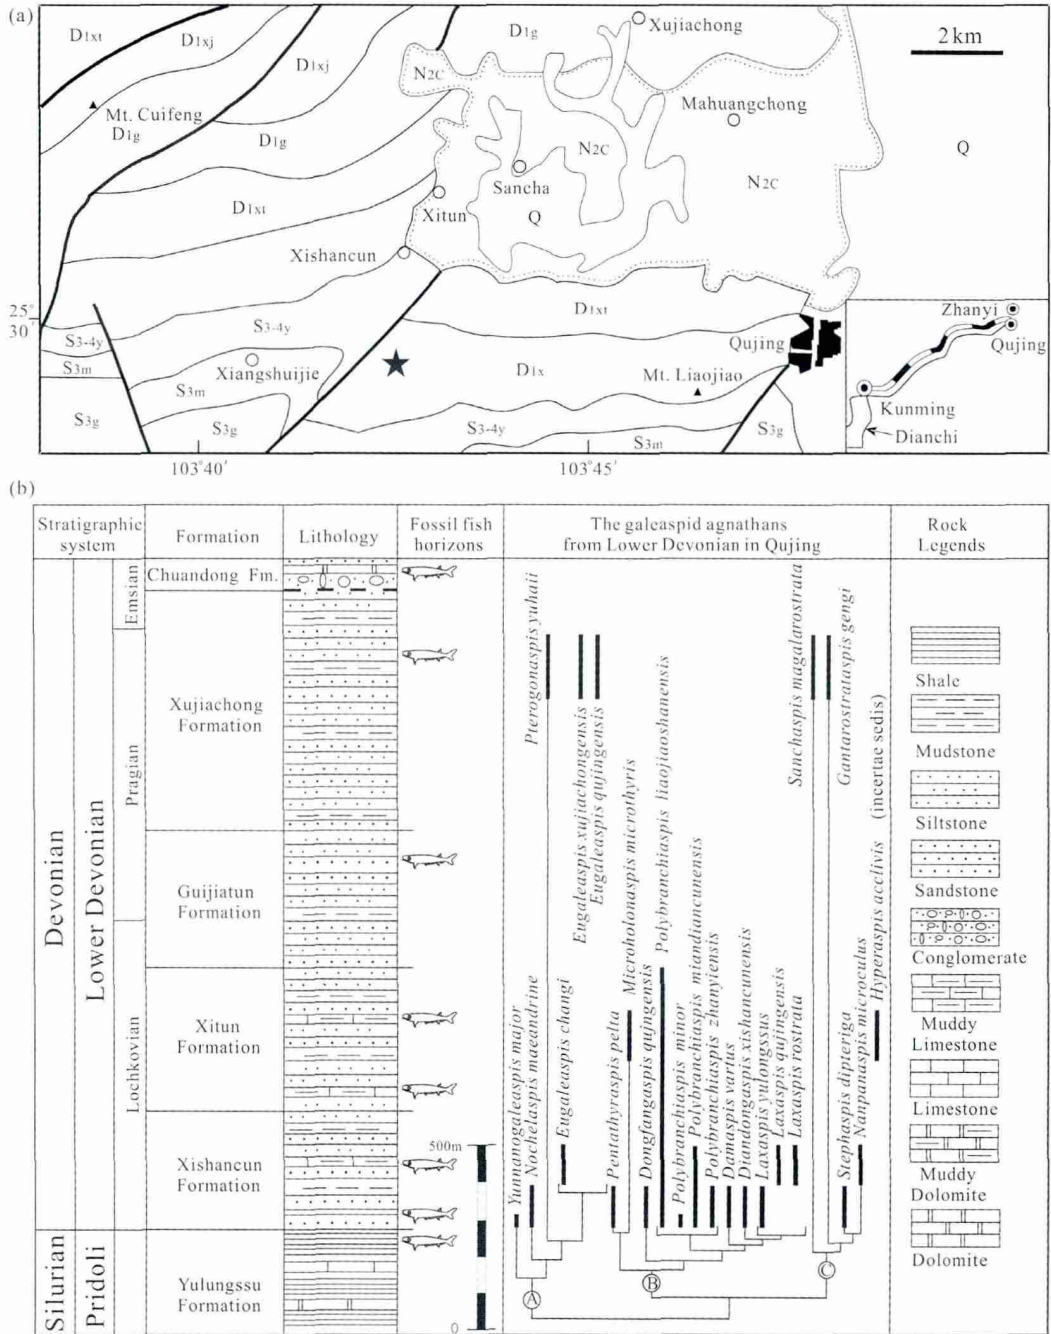 (a)
D1xt
D1xj
D1xj
D1g
Xujiachong
2 km
N2c
Mt. Cuifeng
D1g
D1g
Mahuangchong
N2c
Sancha
N2c
Q
D1xt
Xitun
Q
Xishancun
25°
30′
D1xt
Zhanyi
S3-4y
S3-4y
Qujing
Qujing
S3m
Xiangshuijie
D1x
Mt. Liaojiao
S3m
Kunming
S3g
S3g
S3-4y
S3m
S3g
Dianchi
103°40′
103°45′
(b)
Stratigraphic
system
Formation
Lithology
Fossil fish
horizons
The galeaspid agnathans
from Lower Devonian in Qujing
Rock
Legends
Devonian
Silurian
Lower Devonian
Pridoli
Emsian
Pragian
Lochkovian
Chuandong Fm.
Xujiachong
Formation
Guijiatun
Formation
Xitun
Formation
Xishancun
Formation
Yulungssu
Formation
500m
0
Yunnanogaleaspis major
Nochelaspis maeandrine
Pterogonaspis yuhaii
Eugaleaspis changi
Eugaleaspis xujiachongensis
Eugaleaspis qujingensis
Pentathyraspis pelta
Microholonaspis microthyris
Dongfangaspis qujingensis
Polybranchiaspis liaojiaoshanensis
Polybranchiaspis minor
Polybranchiaspis miandiancunensis
Polybranchiaspis zhanyiensis
Damaspis vartus
Diandongaspis xishancunensis
Laxaspis yulongssus
Laxaspis qujingensis
Laxaspis rostrata
Sanchaspis magalarostrata
Gantarostrataspis gengi
Stephaspis dipteriga
Nanpanaspis microculus
Hyperaspis acclivis (incertae sedis)
A
B
C
Shale
Mudstone
Siltstone
Sandstone
Conglomerate
Muddy
Limestone
Limestone
Muddy
Dolomite
Dolomite